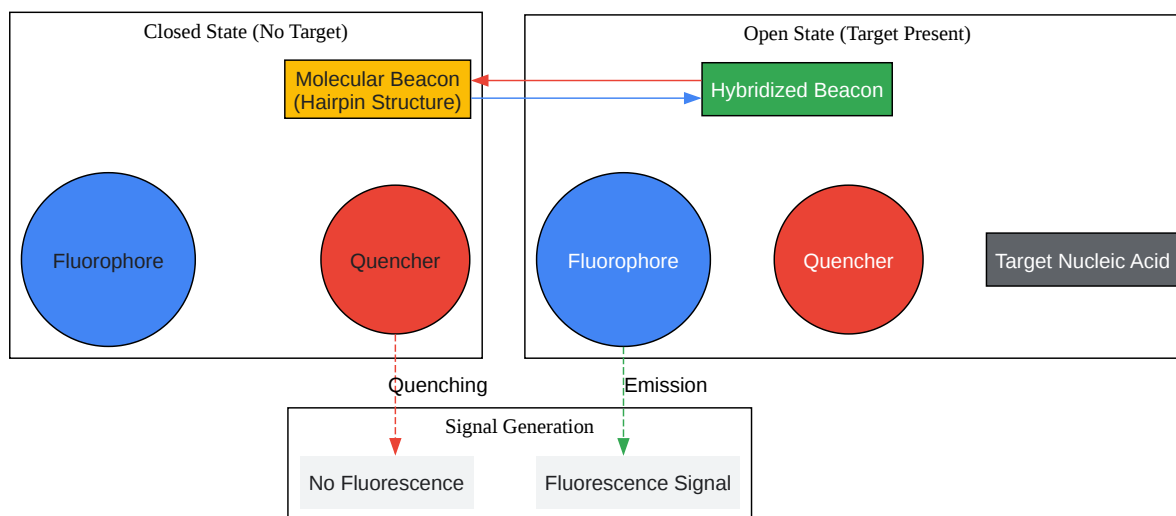 Closed State (No Target)
Molecular Beacon
(Hairpin Structure)
Fluorophore
Quencher
Open State (Target Present)
Hybridized Beacon
Fluorophore
Quencher
Target Nucleic Acid
Quenching
Emission
Signal Generation
No Fluorescence
Fluorescence Signal